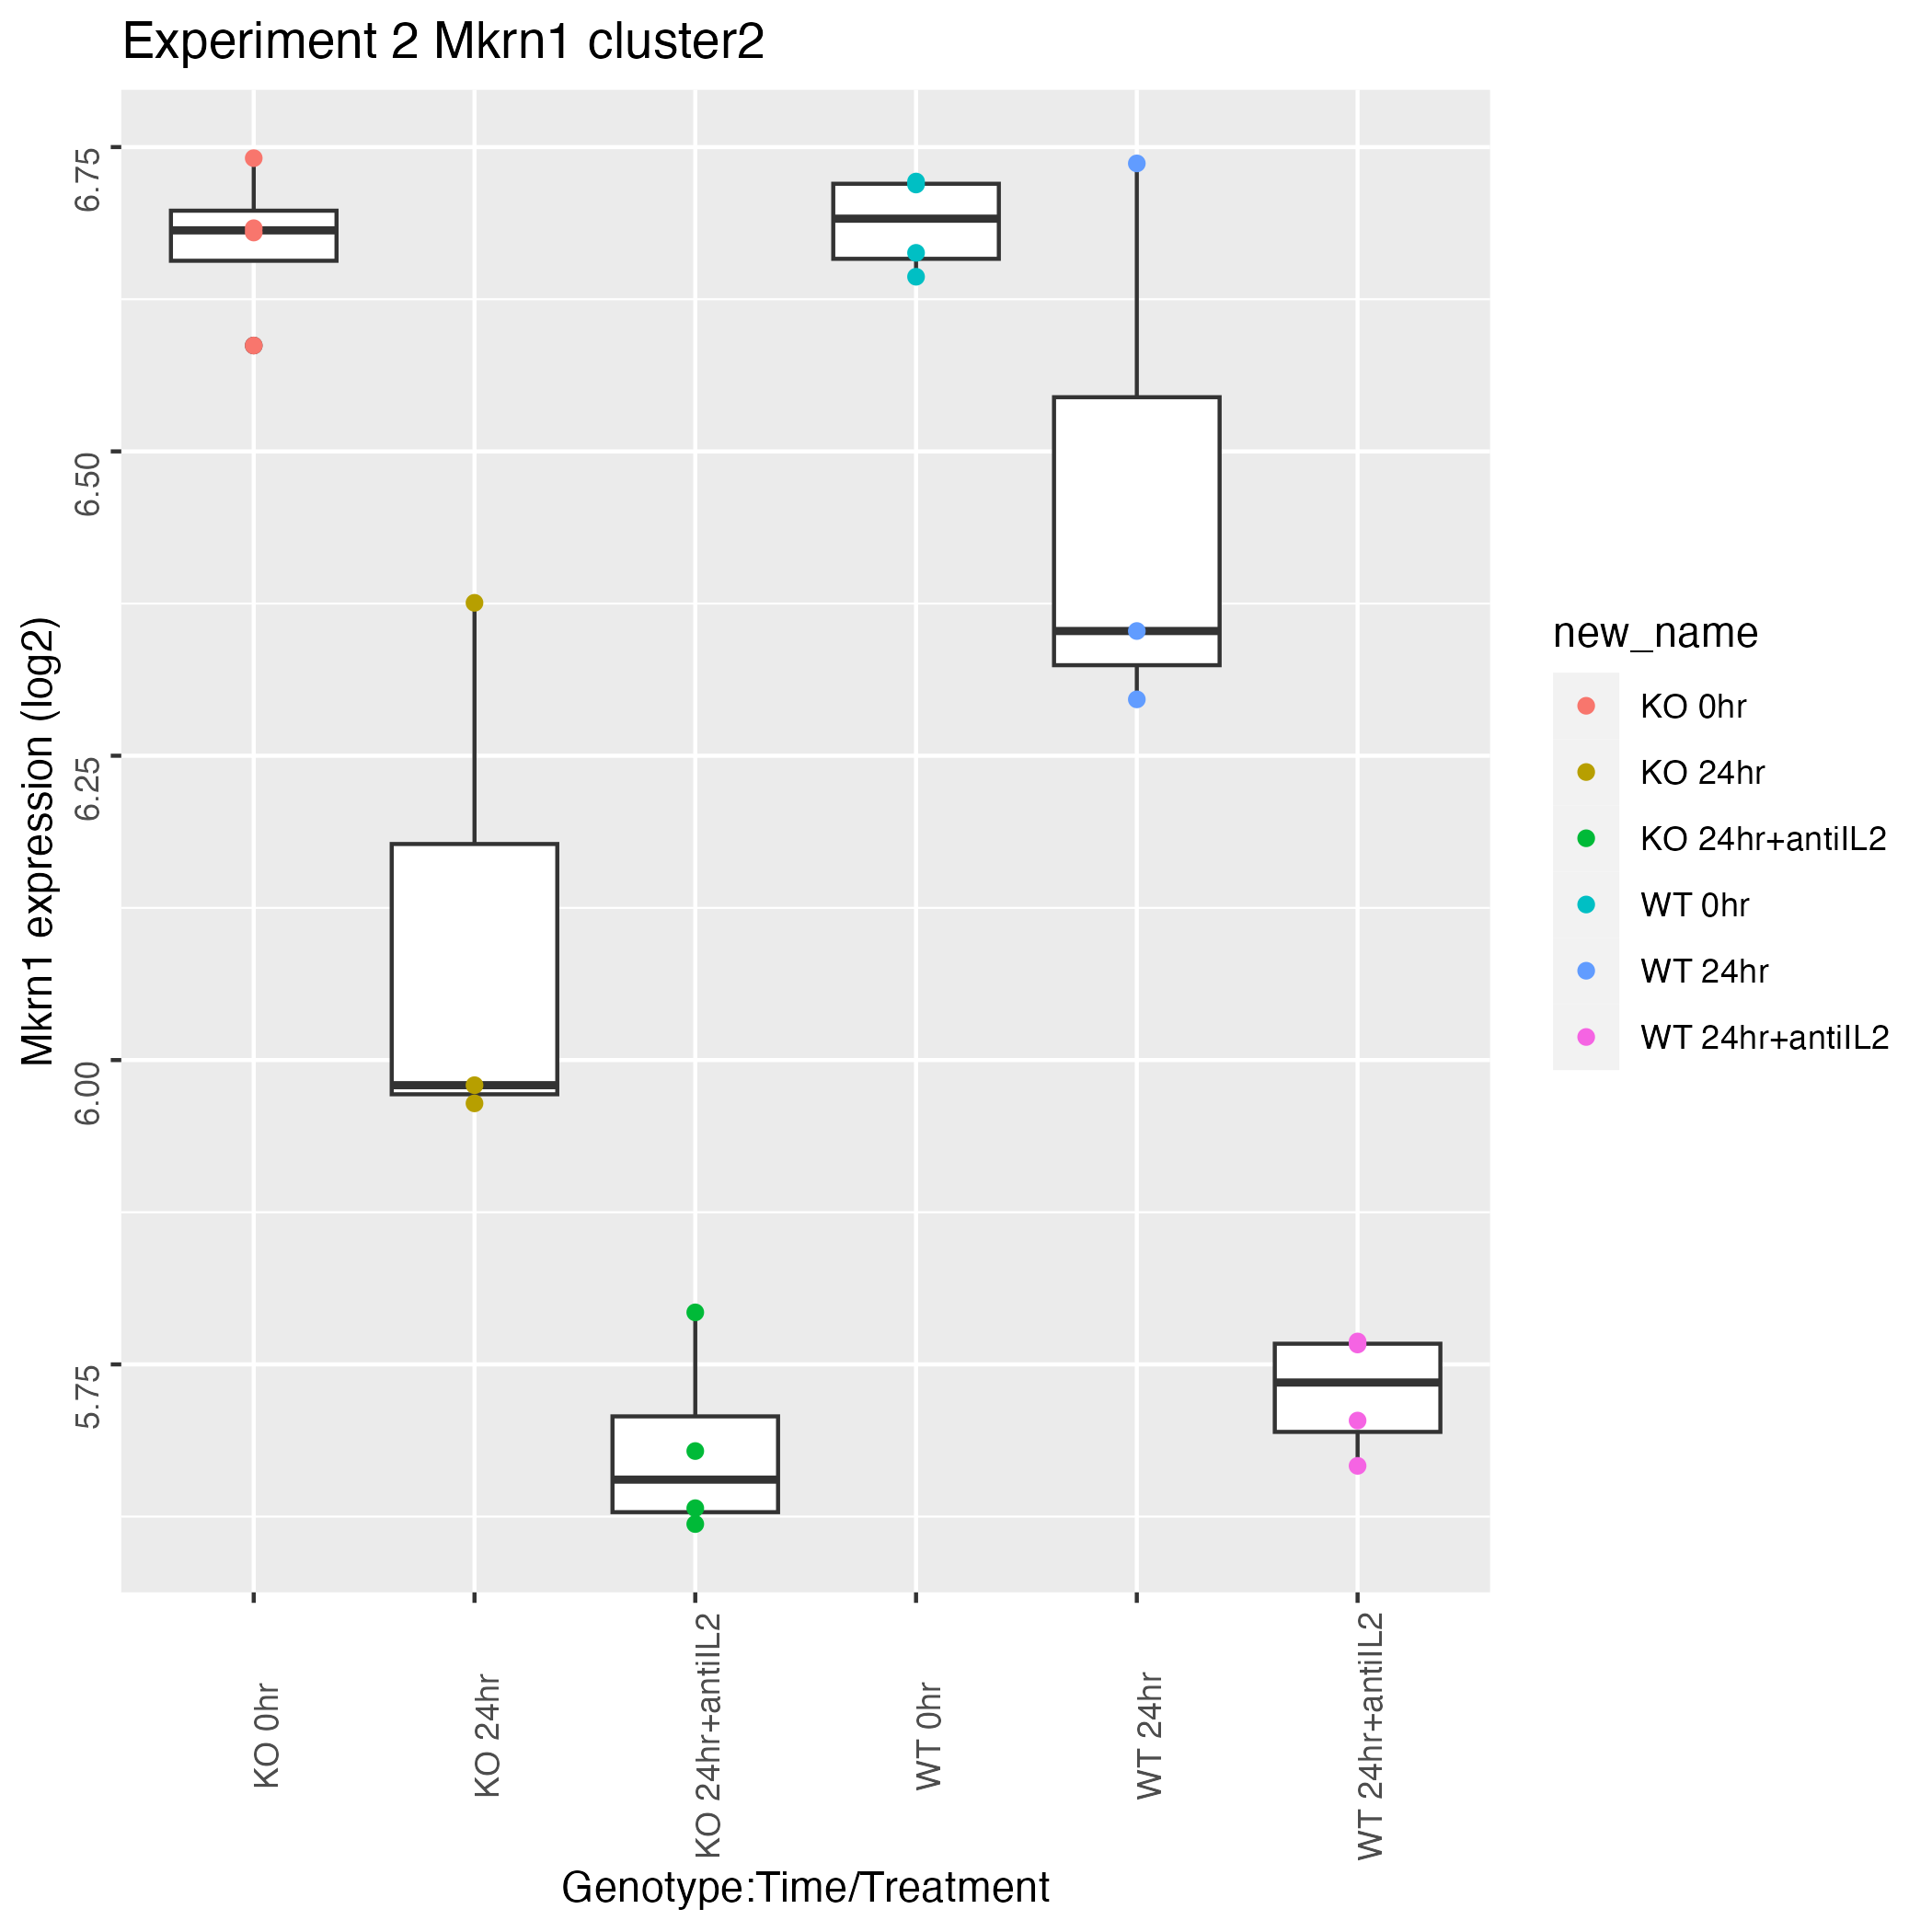 Experiment 2 Mkrn1 cluster2
Mkrn1 expression (log2)
6.75
6.50
6.25
6.00
5.75
KO 0hr
KO 24hr
KO 24hr+antiIL2
WT 0hr
WT 24hr
WT 24hr+antiIL2
Genotype:Time/Treatment
new_name
KO 0hr
KO 24hr
KO 24hr+antiIL2
WT 0hr
WT 24hr
WT 24hr+antiIL2